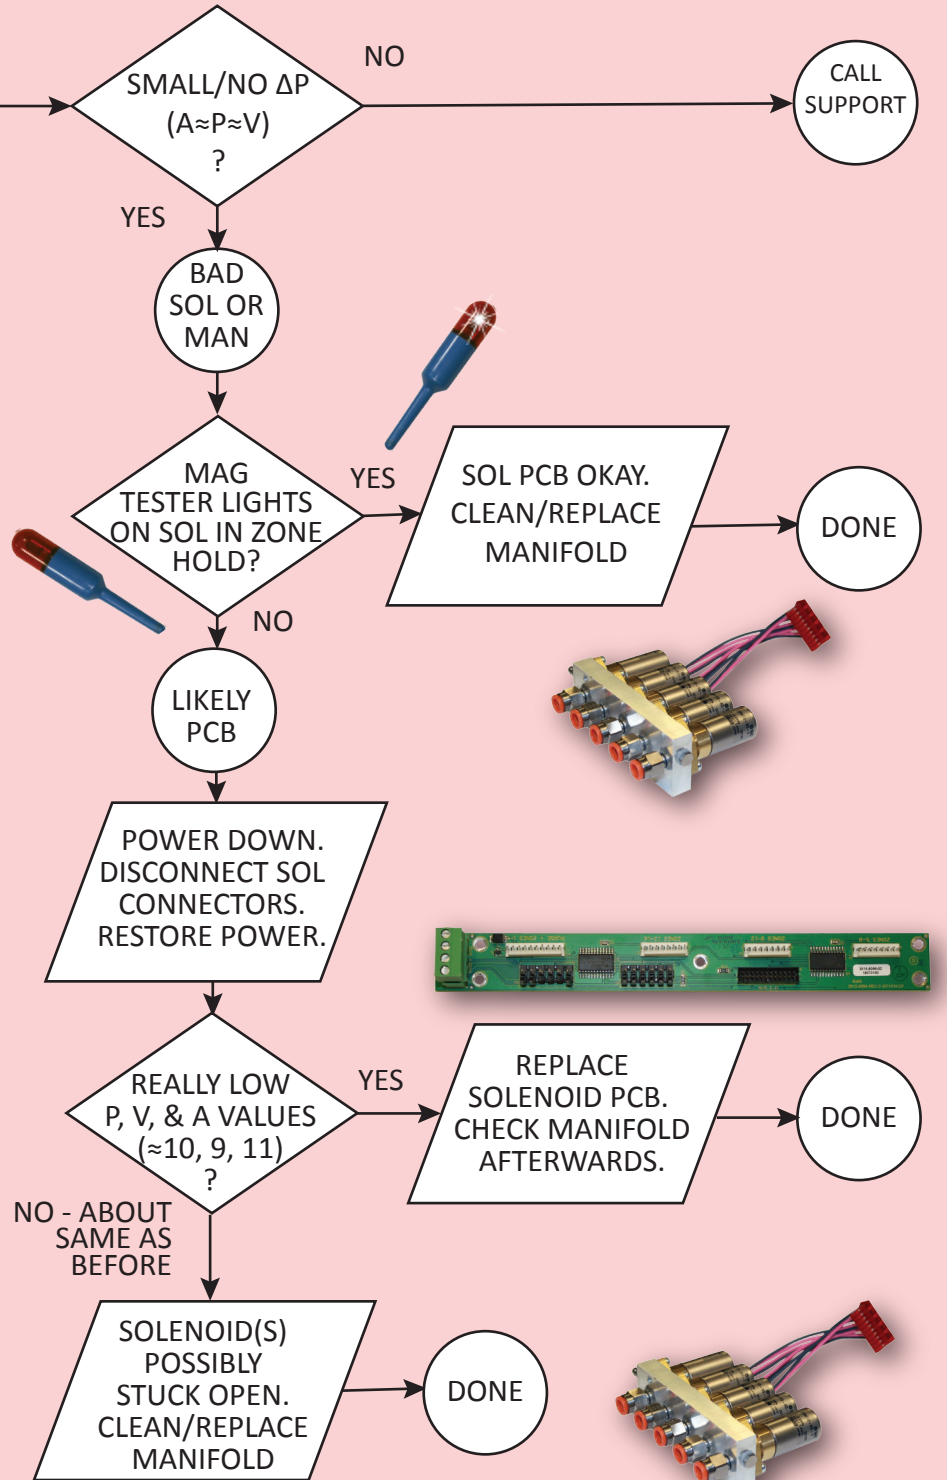 SMALL/NO ΔP
(A≈P≈V)
?
NO
CALL
SUPPORT
YES
BAD
SOL OR
MAN
MAG
TESTER LIGHTS
ON SOL IN ZONE
HOLD?
YES
SOL PCB OKAY.
CLEAN/REPLACE
MANIFOLD
DONE
NO
LIKELY
PCB
POWER DOWN.
DISCONNECT SOL
CONNECTORS.
RESTORE POWER.
REALLY LOW
P, V, & A VALUES
(≈10, 9, 11)
?
YES
REPLACE
SOLENOID PCB.
CHECK MANIFOLD
AFTERWARDS.
DONE
NO - ABOUT
SAME AS
BEFORE
SOLENOID(S)
POSSIBLY
STUCK OPEN.
CLEAN/REPLACE
MANIFOLD
DONE